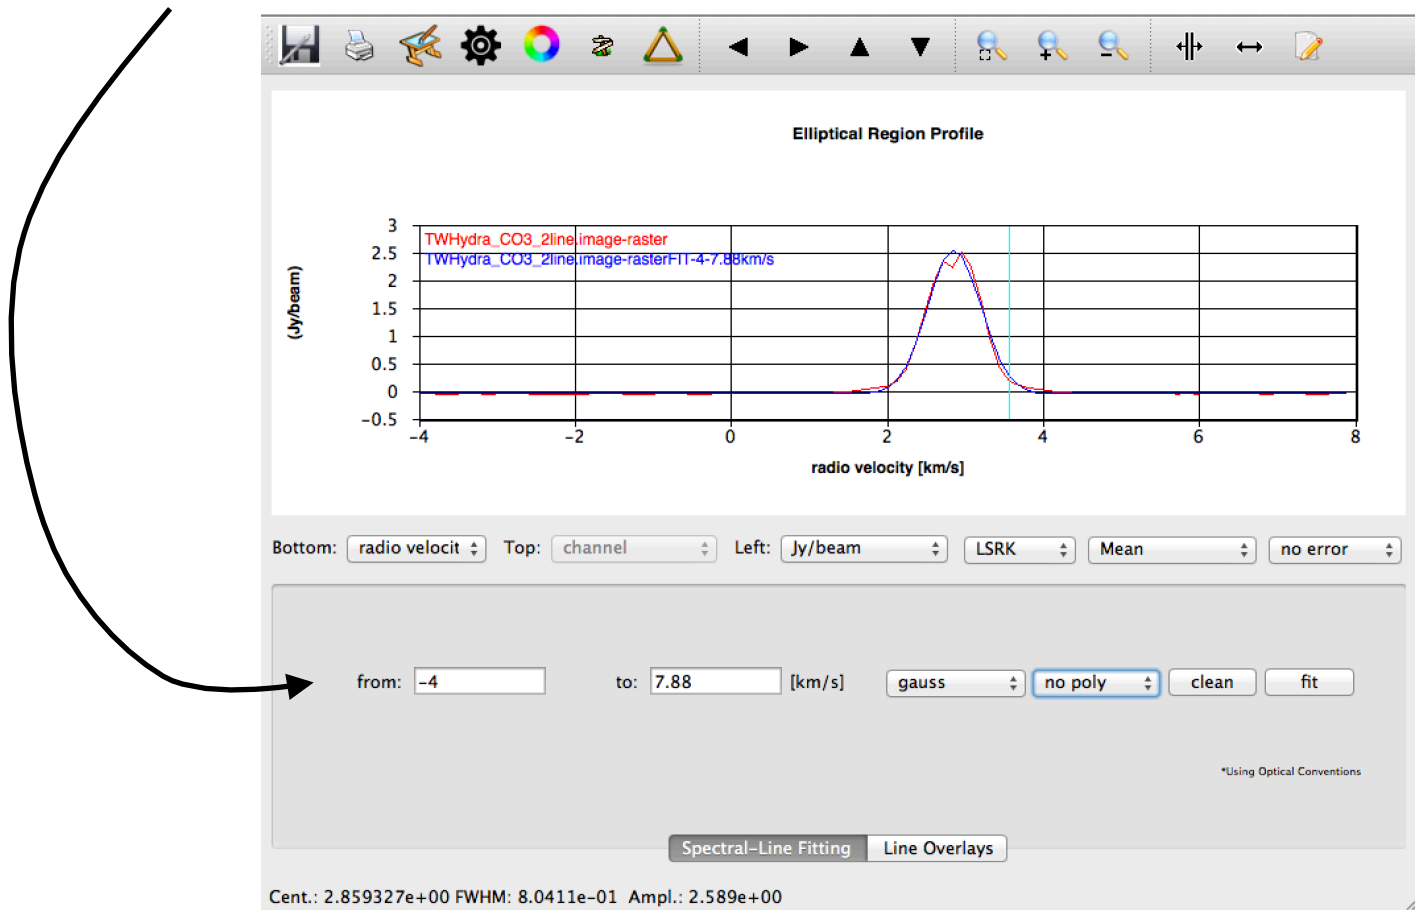 Elliptical Region Profile
3
TWHydra_CO3_2line.image-raster
2.5
TWHydra_CO3_2line.image-rasterFIT-4-7.88km/s
2
(Jy/beam)
1.5
1
0.5
0
−0.5
−4 −2 0 2 4 6 8
radio velocity [km/s]
Bottom: radio velocit Top: channel Left: Jy/beam LSRK Mean no error
from: −4 to: 7.88 [km/s] gauss no poly clean fit
*Using Optical Conventions
Spectral−Line Fitting Line Overlays
Cent.: 2.859327e+00 FWHM: 8.0411e−01 Ampl.: 2.589e+00